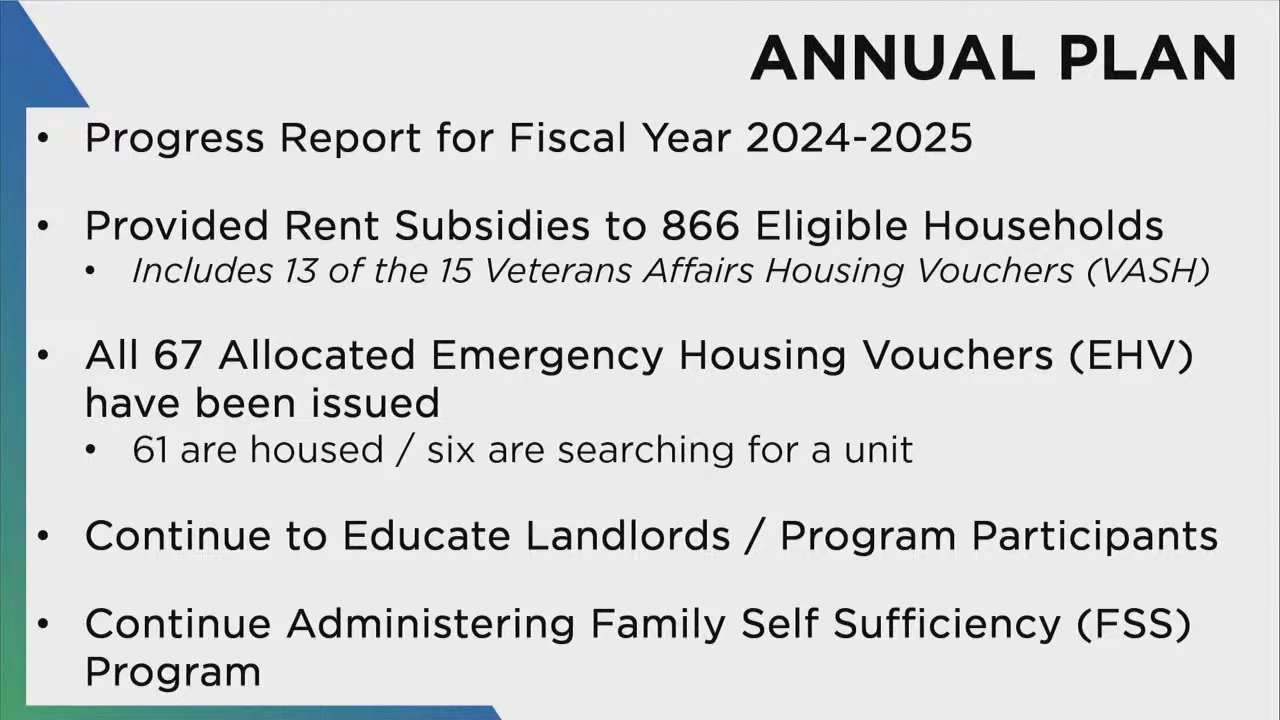 ANNUAL PLAN
• Progress Report for Fiscal Year 2024-2025
• Provided Rent Subsidies to 866 Eligible Households
• Includes 13 of the 15 Veterans Affairs Housing Vouchers (VASH)
• All 67 Allocated Emergency Housing Vouchers (EHV)
have been issued
• 61 are housed / six are searching for a unit
• Continue to Educate Landlords / Program Participants
• Continue Administering Family Self Sufficiency (FSS)
Program